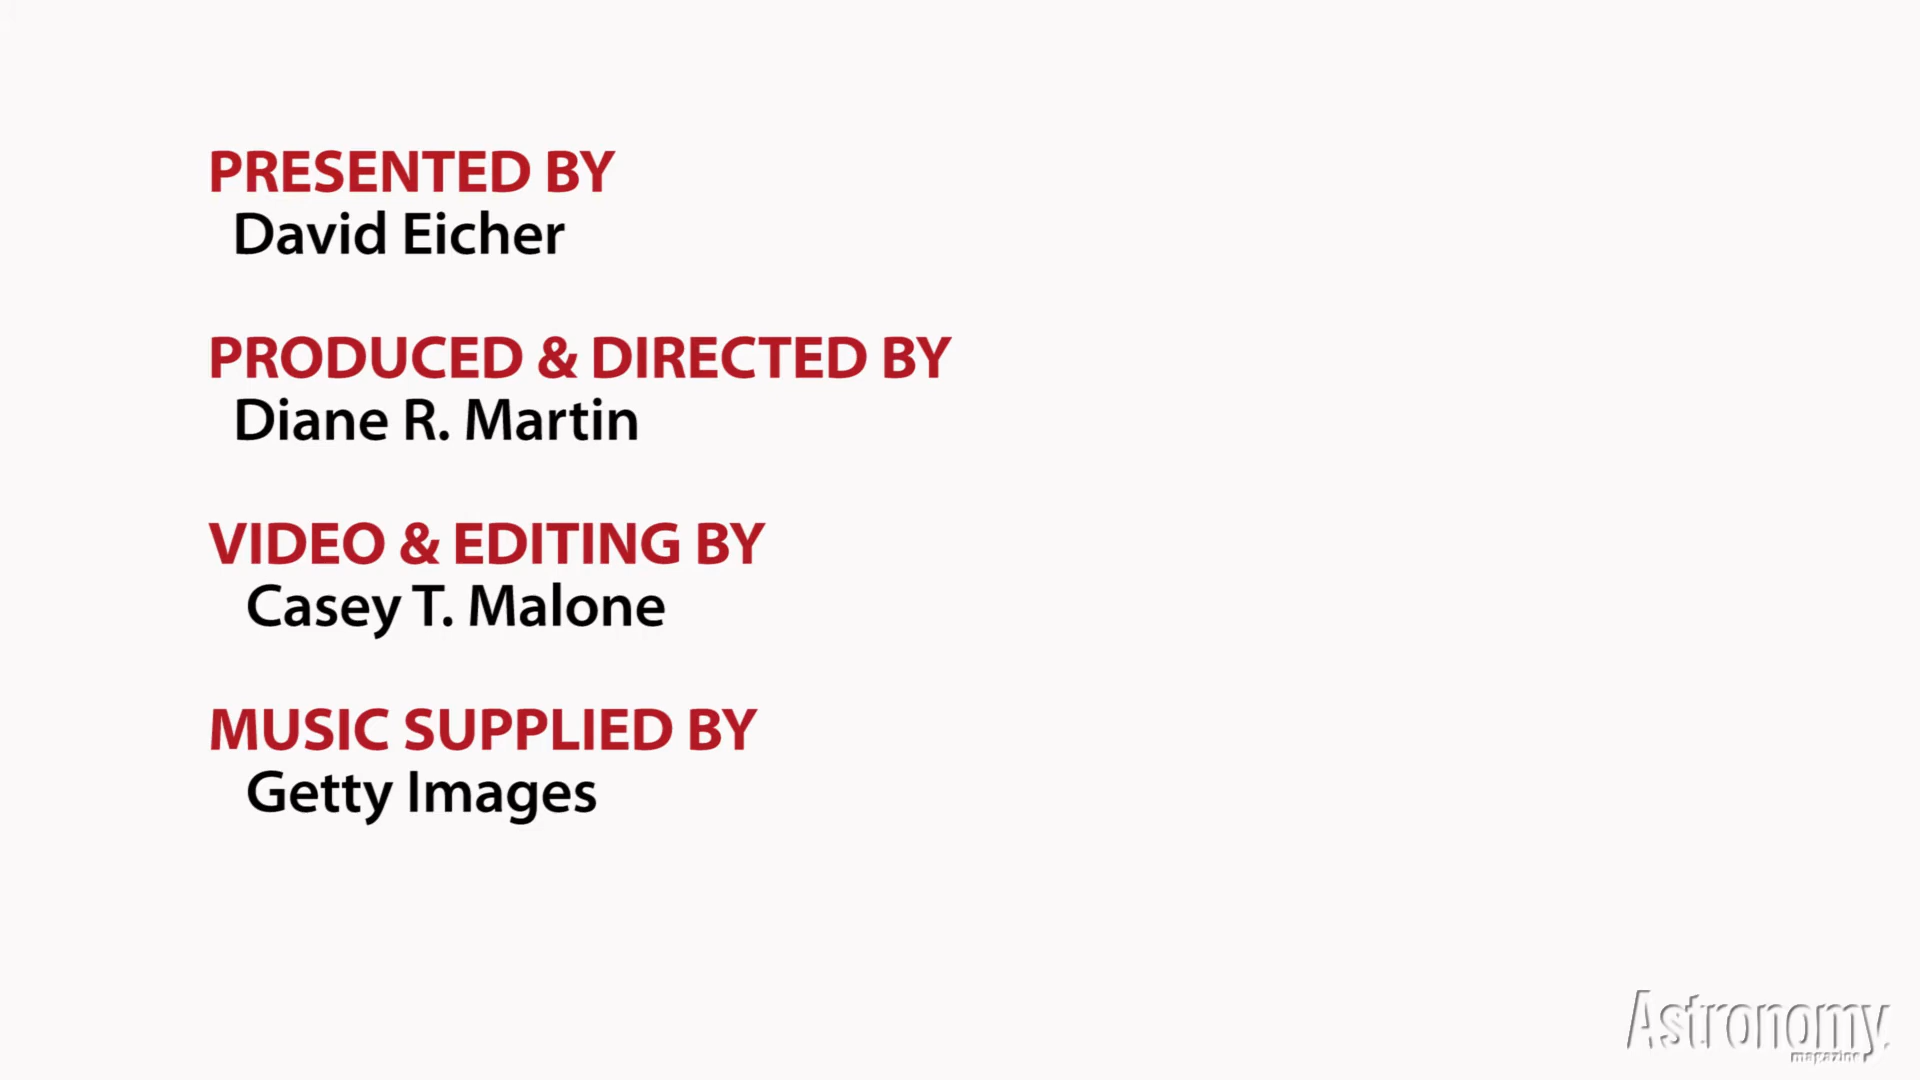 PRESENTED BY
David Eicher
PRODUCED & DIRECTED BY
Diane R. Martin
VIDEO & EDITING BY
Casey T. Malone
MUSIC SUPPLIED BY
Getty Images
Astronomy
magazine